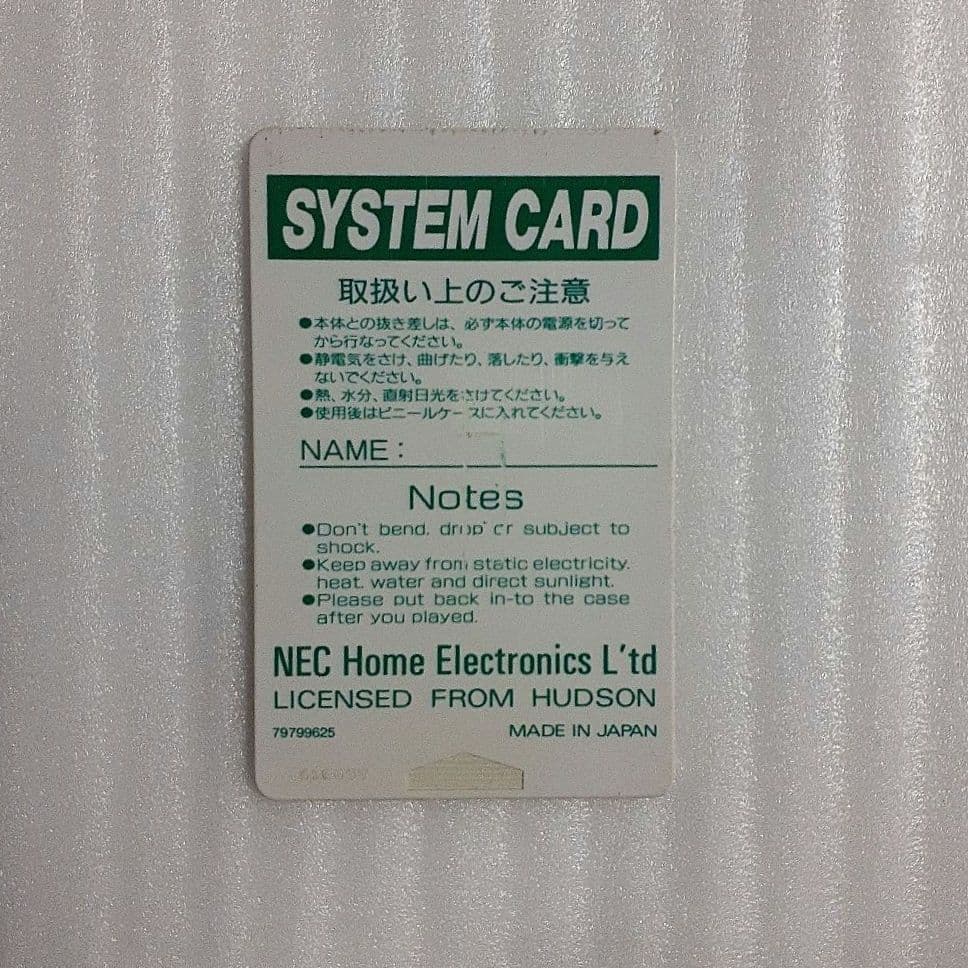 SYSTEM CARD
取扱い上のご注意
●本体との抜き差しは、必ず本体の電源を切って
から行なってください。
●静電気をさけ、曲げたり、落したり、衝撃を与え
ないでください。
●熱、水分、直射日光をさけてください。
●使用後はビニールケースに入れてください。
NAME :
Notes
●Don't bend, drop or subject to
shock.
●Keep away from static electricity,
heat, water and direct sunlight.
●Please put back in-to the case
after you played.
NEC Home Electronics L'td
LICENSED FROM HUDSON
79799625 MADE IN JAPAN